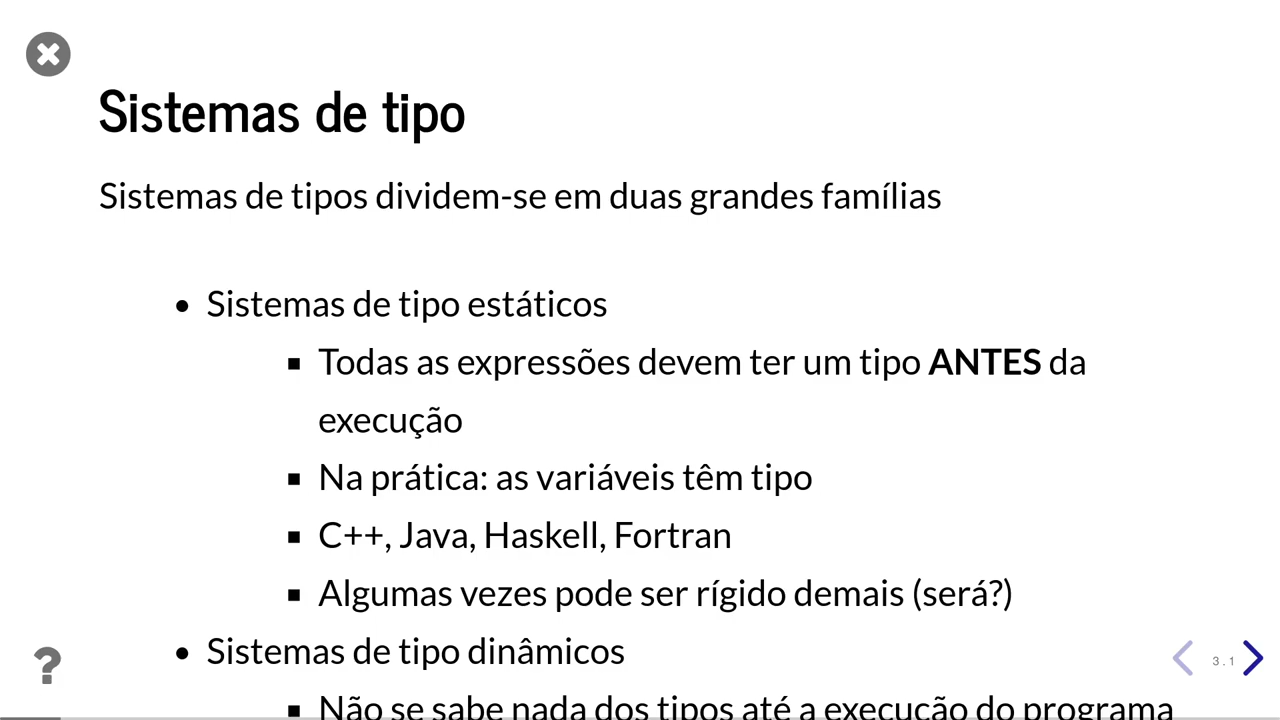 Sistemas de tipo
Sistemas de tipos dividem-se em duas grandes famílias
• Sistemas de tipo estáticos
▪ Todas as expressões devem ter um tipo ANTES da
execução
▪ Na prática: as variáveis têm tipo
▪ C++, Java, Haskell, Fortran
▪ Algumas vezes pode ser rígido demais (será?)
• Sistemas de tipo dinâmicos
▪ Não se sabe nada dos tipos até a execução do programa
?
3 . 1